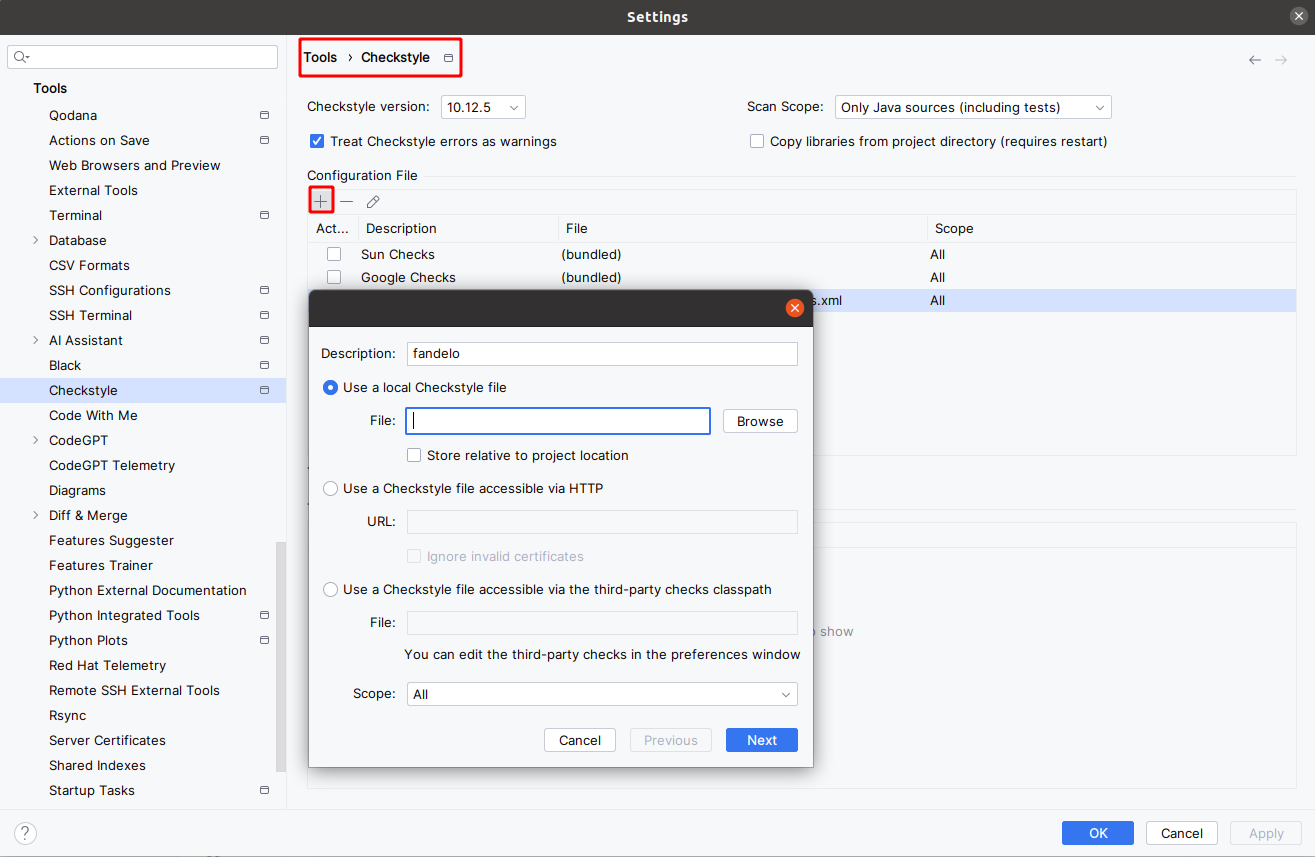 Settings
Tools › Checkstyle
Tools
Qodana
Actions on Save
Web Browsers and Preview
External Tools
Terminal
Database
CSV Formats
SSH Configurations
SSH Terminal
AI Assistant
Black
Checkstyle
Code With Me
CodeGPT
CodeGPT Telemetry
Diagrams
Diff & Merge
Features Suggester
Features Trainer
Python External Documentation
Python Integrated Tools
Python Plots
Red Hat Telemetry
Remote SSH External Tools
Rsync
Server Certificates
Shared Indexes
Startup Tasks
Checkstyle version: 10.12.5 Scan Scope: Only Java sources (including tests)
Treat Checkstyle errors as warnings Copy libraries from project directory (requires restart)
Configuration File
Act... Description File Scope
Sun Checks (bundled) All
Google Checks (bundled) All
s.xml All
Description: fandelo
Use a local Checkstyle file
File: Browse
Store relative to project location
Use a Checkstyle file accessible via HTTP
URL:
Ignore invalid certificates
Use a Checkstyle file accessible via the third-party checks classpath
File:
show
You can edit the third-party checks in the preferences window
Scope: All
Cancel Previous Next
? OK Cancel Apply